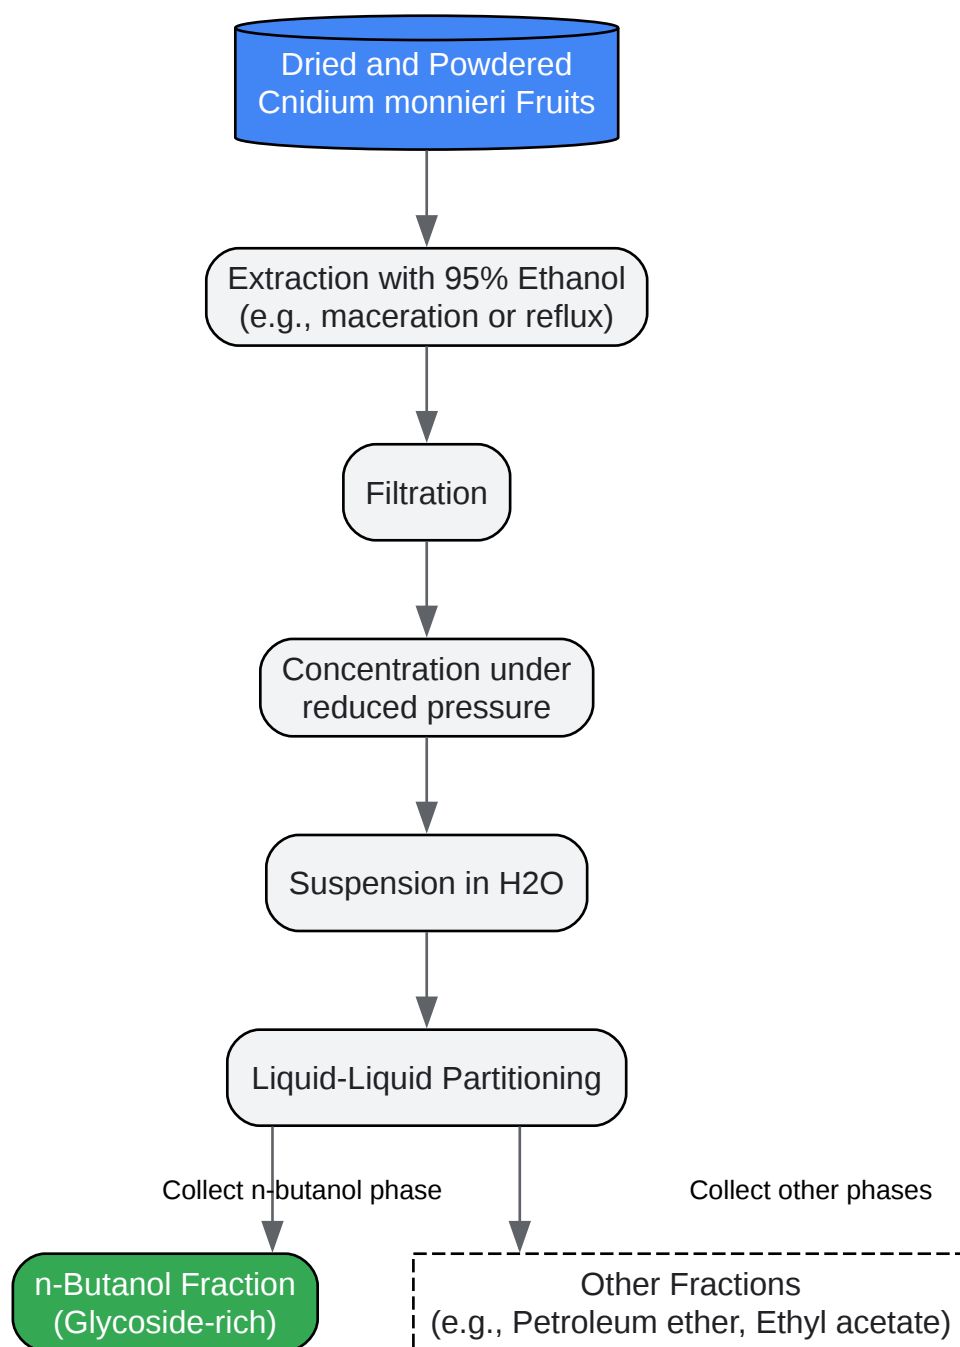 Dried and Powdered
Cnidium monnieri Fruits
Extraction with 95% Ethanol
(e.g., maceration or reflux)
Filtration
Concentration under
reduced pressure
Suspension in H2O
Liquid-Liquid Partitioning
Collect n-butanol phase
Collect other phases
n-Butanol Fraction
(Glycoside-rich)
Other Fractions
(e.g., Petroleum ether, Ethyl acetate)